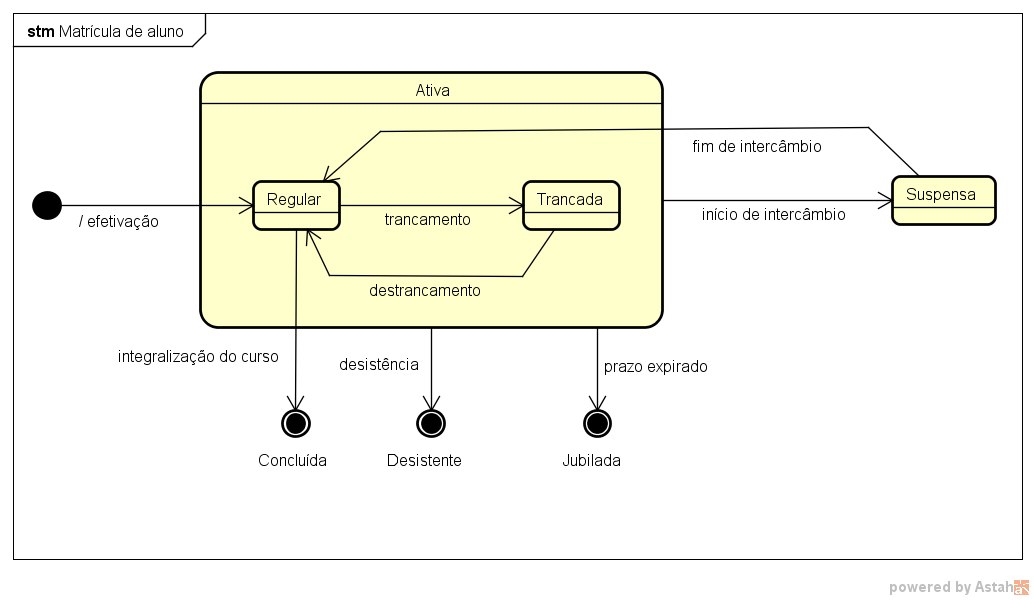 stm Matrícula de aluno
Ativa
fim de intercâmbio
Regular
Trancada
Suspensa
/ efetivação
trancamento
início de intercâmbio
destrancamento
integralização do curso
desistência
prazo expirado
Concluída
Desistente
Jubilada
powered by Astah